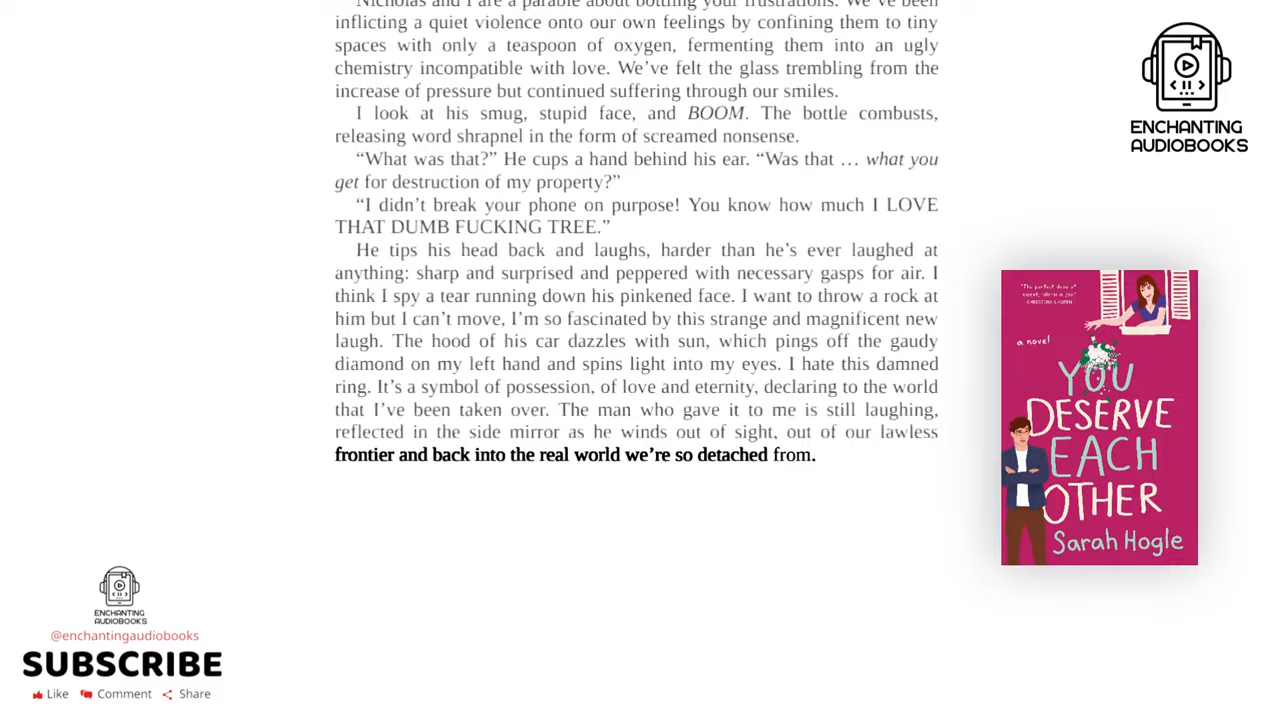 Nicholas and I are a parable about bottling your frustrations. We've been
inflicting a quiet violence onto our own feelings by confining them to tiny
spaces with only a teaspoon of oxygen, fermenting them into an ugly
chemistry incompatible with love. We've felt the glass trembling from the
increase of pressure but continued suffering through our smiles.
I look at his smug, stupid face, and BOOM. The bottle combusts,
releasing word shrapnel in the form of screamed nonsense.
“What was that?” He cups a hand behind his ear. “Was that … what you
get for destruction of my property?”
“I didn't break your phone on purpose! You know how much I LOVE
THAT DUMB FUCKING TREE.”
He tips his head back and laughs, harder than he's ever laughed at
anything: sharp and surprised and peppered with necessary gasps for air. I
think I spy a tear running down his pinkened face. I want to throw a rock at
him but I can't move, I'm so fascinated by this strange and magnificent new
laugh. The hood of his car dazzles with sun, which pings off the gaudy
diamond on my left hand and spins light into my eyes. I hate this damned
ring. It's a symbol of possession, of love and eternity, declaring to the world
that I've been taken over. The man who gave it to me is still laughing,
reflected in the side mirror as he winds out of sight, out of our lawless
frontier and back into the real world we're so detached from.
ENCHANTING
AUDIOBOOKS
a novel
YOU
DESERVE
EACH
OTHER
Sarah Hogle
ENCHANTING
AUDIOBOOKS
@enchantingaudiobooks
SUBSCRIBE
Like Comment Share